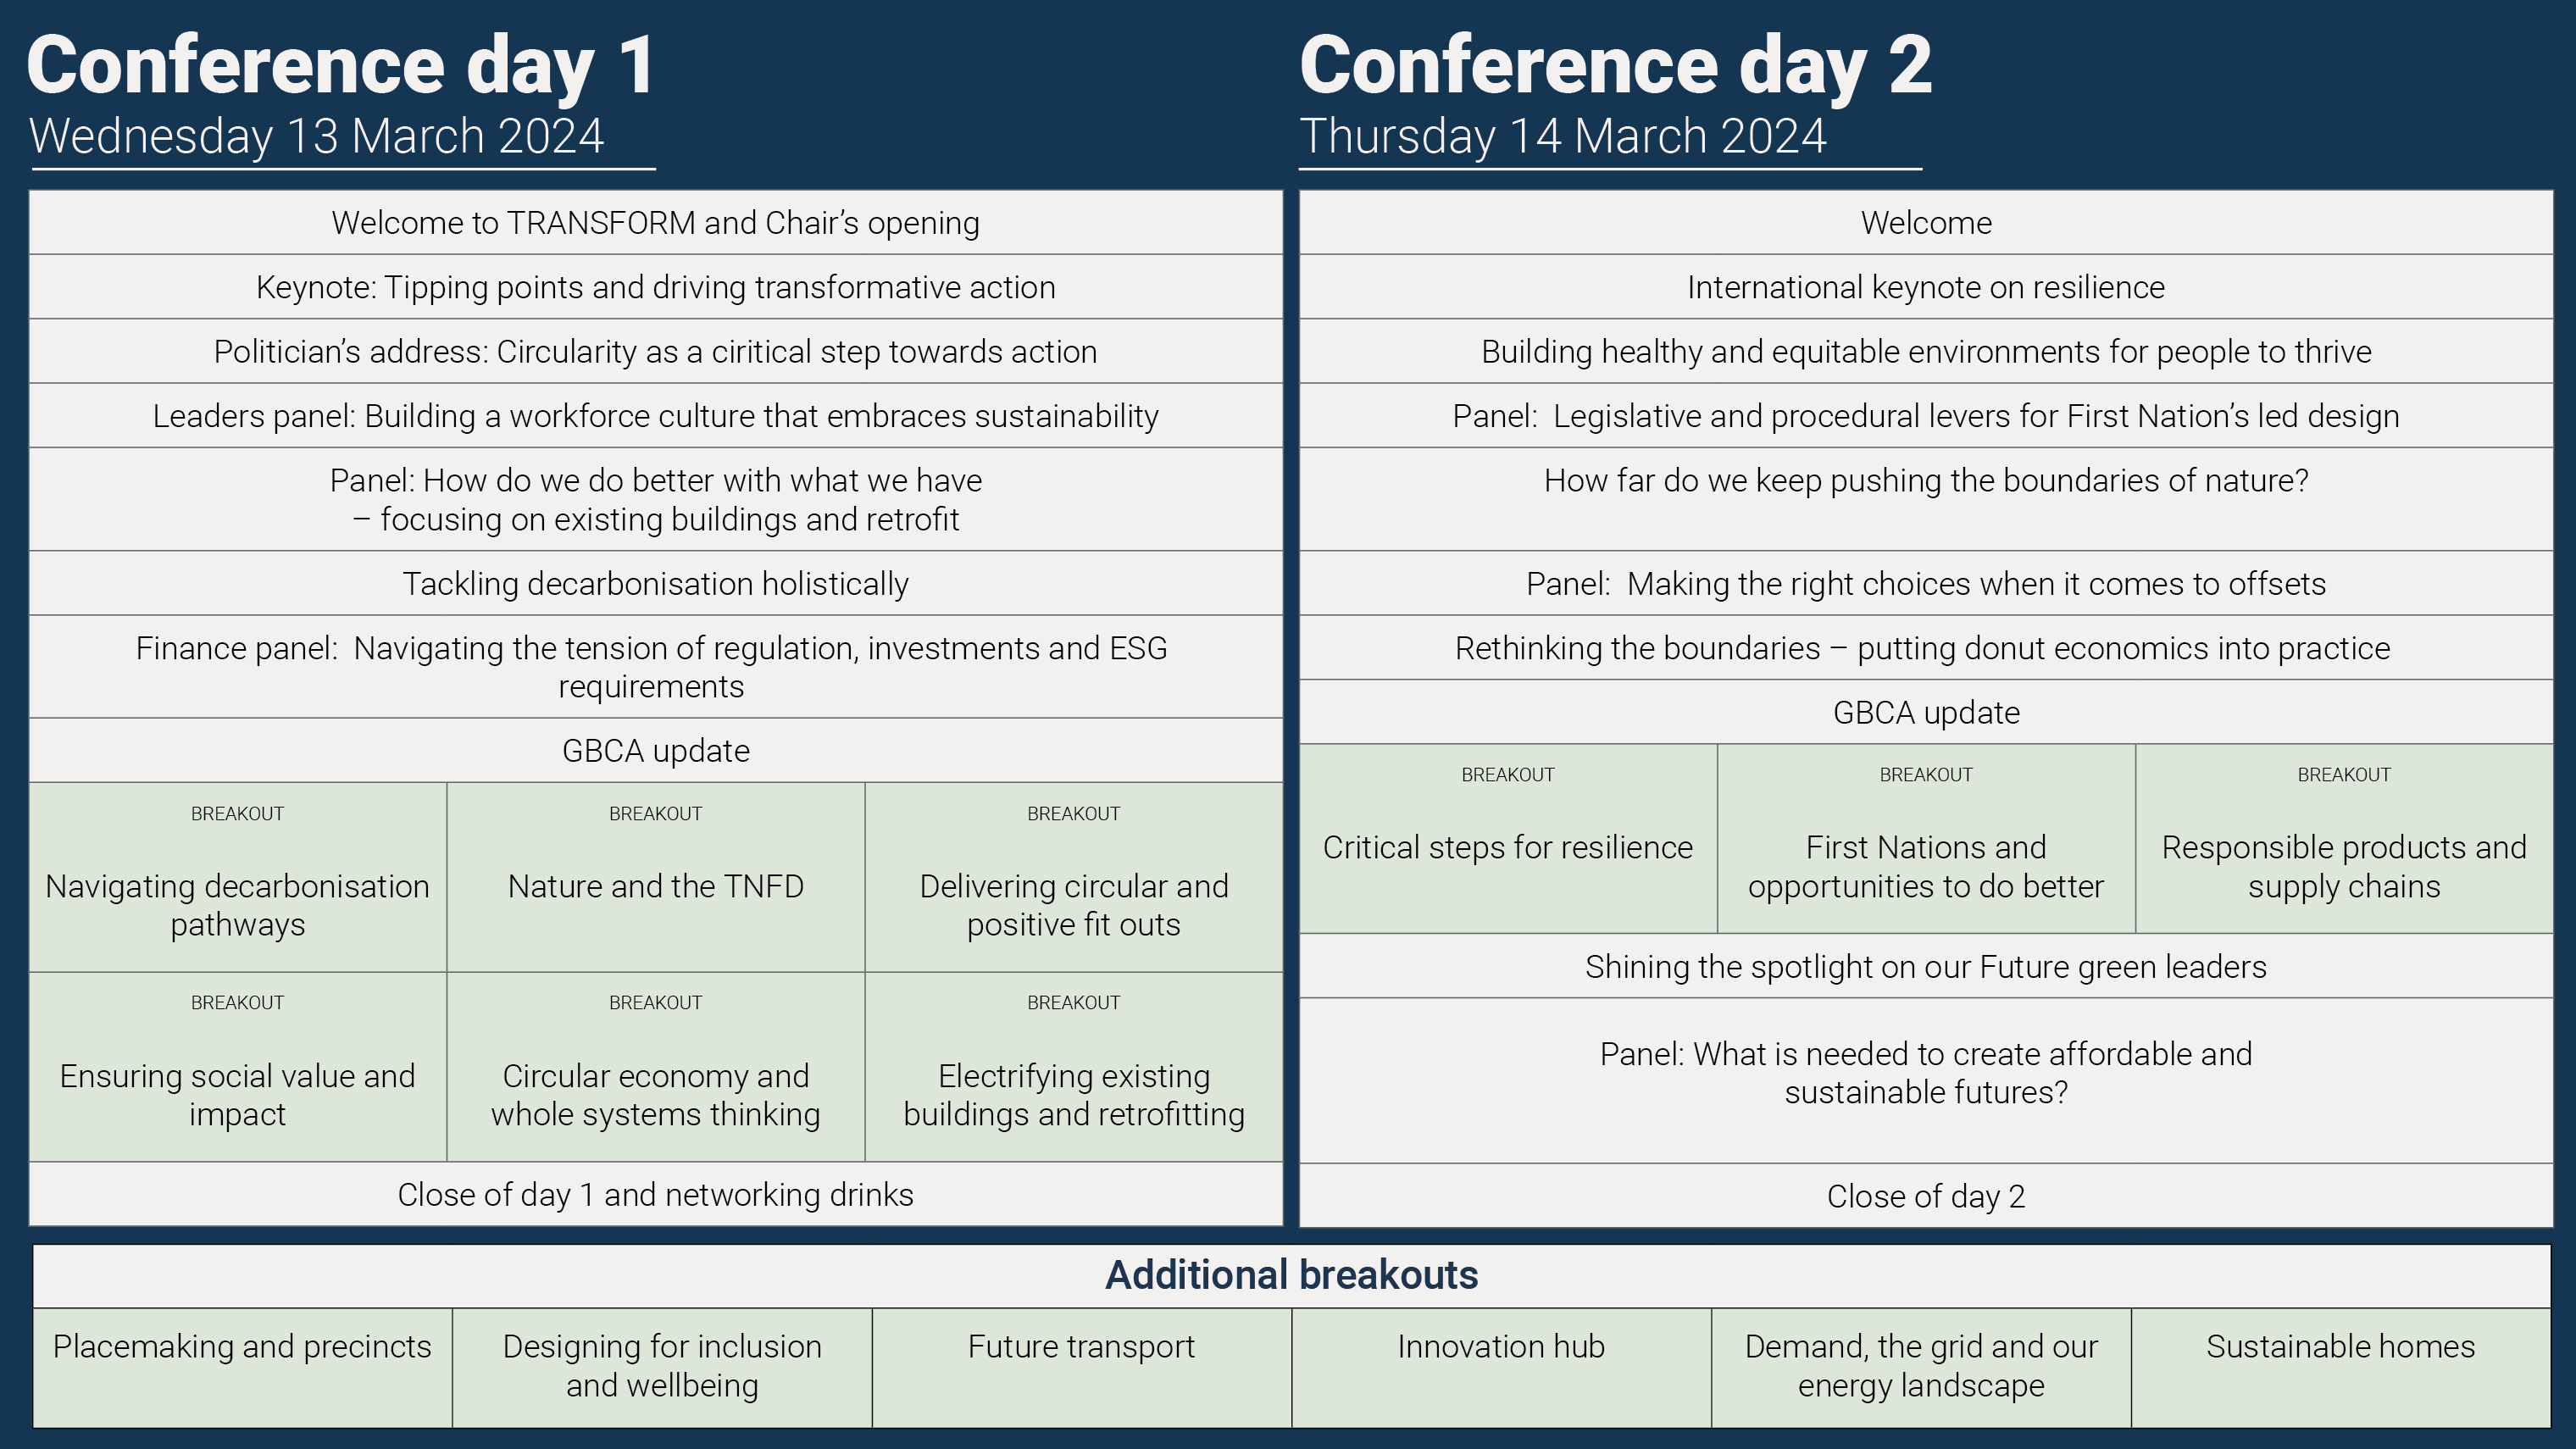 Conference day 1
Wednesday 13 March 2024
Welcome to TRANSFORM and Chair’s opening
Keynote: Tipping points and driving transformative action
Politician’s address: Circularity as a ciritical step towards action
Leaders panel: Building a workforce culture that embraces sustainability
Panel: How do we do better with what we have
– focusing on existing buildings and retrofit
Tackling decarbonisation holistically
Finance panel:  Navigating the tension of regulation, investments and ESG
requirements
GBCA update
BREAKOUT
Navigating decarbonisation
pathways
BREAKOUT
Nature and the TNFD
BREAKOUT
Delivering circular and
positive fit outs
BREAKOUT
Ensuring social value and
impact
BREAKOUT
Circular economy and
whole systems thinking
BREAKOUT
Electrifying existing
buildings and retrofitting
Close of day 1 and networking drinks
Conference day 2
Thursday 14 March 2024
Welcome
International keynote on resilience
Building healthy and equitable environments for people to thrive
Panel:  Legislative and procedural levers for First Nation’s led design
How far do we keep pushing the boundaries of nature?
Panel:  Making the right choices when it comes to offsets
Rethinking the boundaries – putting donut economics into practice
GBCA update
BREAKOUT
Critical steps for resilience
BREAKOUT
First Nations and
opportunities to do better
BREAKOUT
Responsible products and
supply chains
Shining the spotlight on our Future green leaders
Panel: What is needed to create affordable and
sustainable futures?
Close of day 2
Additional breakouts
Placemaking and precincts
Designing for inclusion
and wellbeing
Future transport
Innovation hub
Demand, the grid and our
energy landscape
Sustainable homes